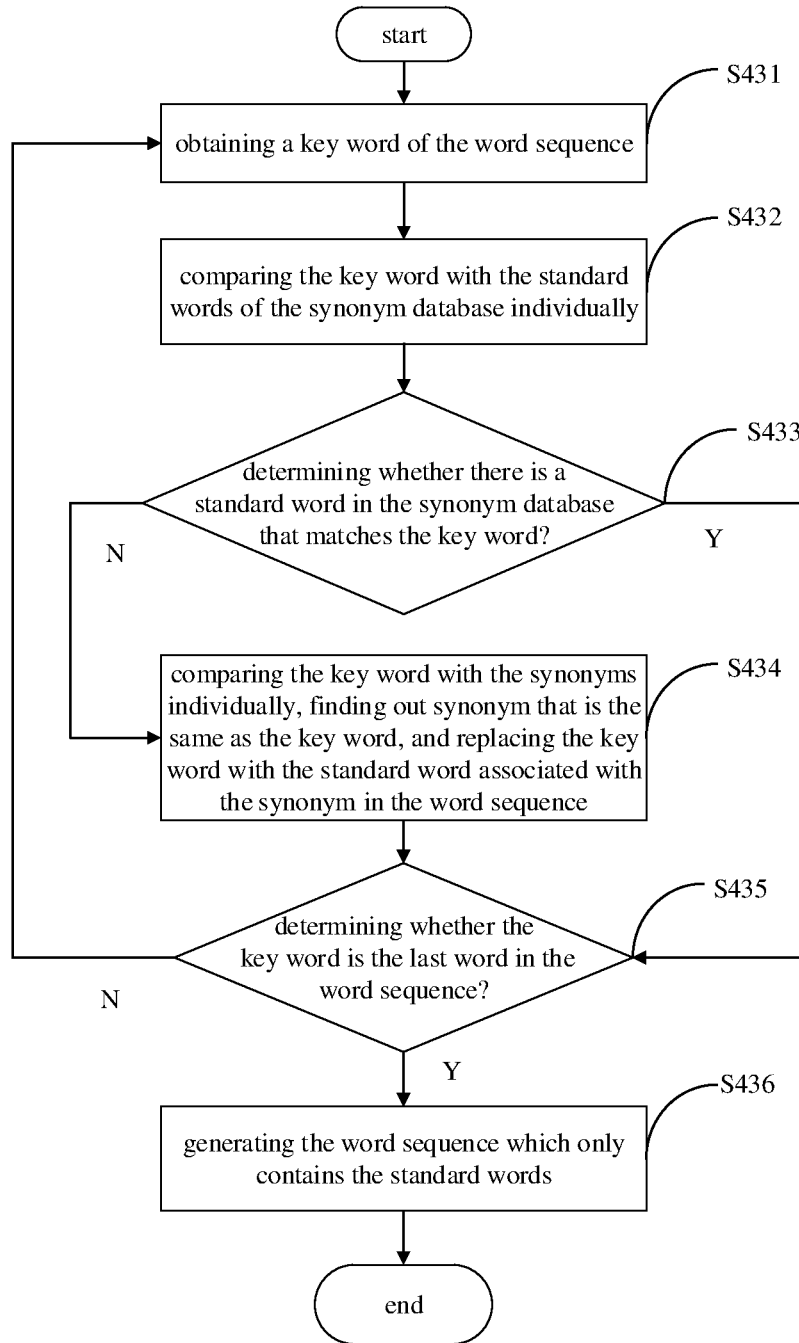 start
S431
obtaining a key word of the word sequence
S432
comparing the key word with the standard
words of the synonym database individually
S433
determining whether there is a
standard word in the synonym database
that matches the key word?
N
Y
S434
comparing the key word with the synonyms
individually, finding out synonym that is the
same as the key word, and replacing the key
word with the standard word associated with
the synonym in the word sequence
S435
determining whether the
key word is the last word in the
word sequence?
N
Y
S436
generating the word sequence which only
contains the standard words
end